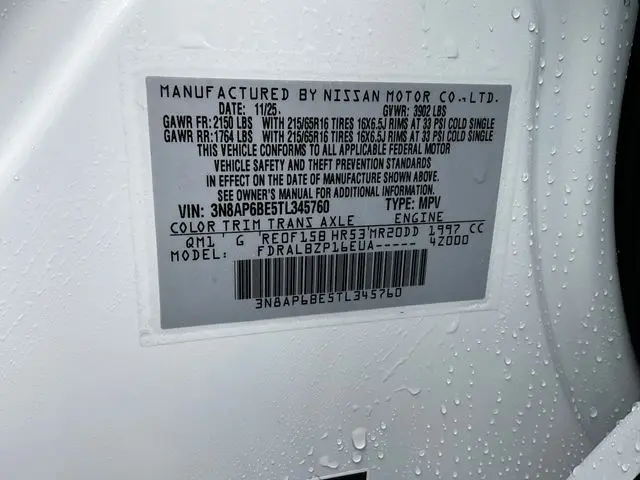 MANUFACTURED BY NISSAN MOTOR CO., LTD.
DATE: 11/25. GVWR: 3902 LBS
GAWR FR: 2150 LBS WITH 215/65R16 TIRES 16X6.5J RIMS AT 33 PSI COLD SINGLE
GAWR RR: 1764 LBS WITH 215/65R16 TIRES 16X6.5J RIMS AT 33 PSI COLD SINGLE
THIS VEHICLE CONFORMS TO ALL APPLICABLE FEDERAL MOTOR
VEHICLE SAFETY AND THEFT PREVENTION STANDARDS
IN EFFECT ON THE DATE OF MANUFACTURE SHOWN ABOVE.
SEE OWNER'S MANUAL FOR ADDITIONAL INFORMATION.
VIN: 3N8AP6BE5TL345760 TYPE: MPV
COLOR TRIM TRANS AXLE ENGINE
QM1 G RE0F15B HR53 MR20DD 1997 CC
MODEL: FDRALBZP16EUA----- 4Z000
3N8AP6BE5TL345760